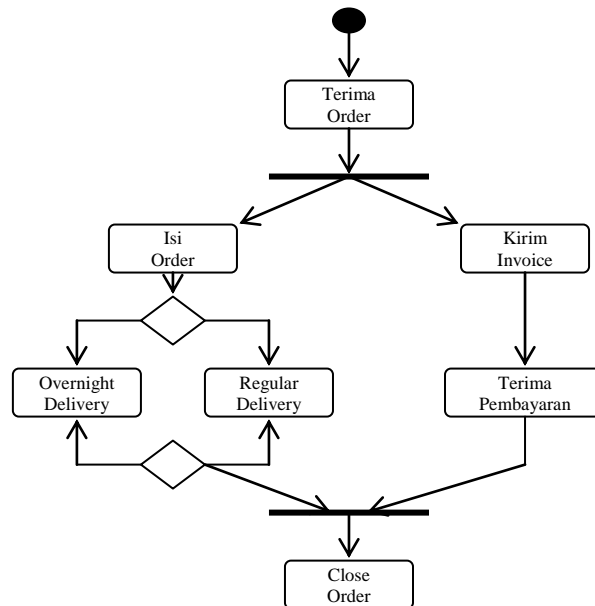 Terima
Order
Isi
Order
Kirim
Invoice
Overnight
Delivery
Regular
Delivery
Terima
Pembayaran
Close
Order